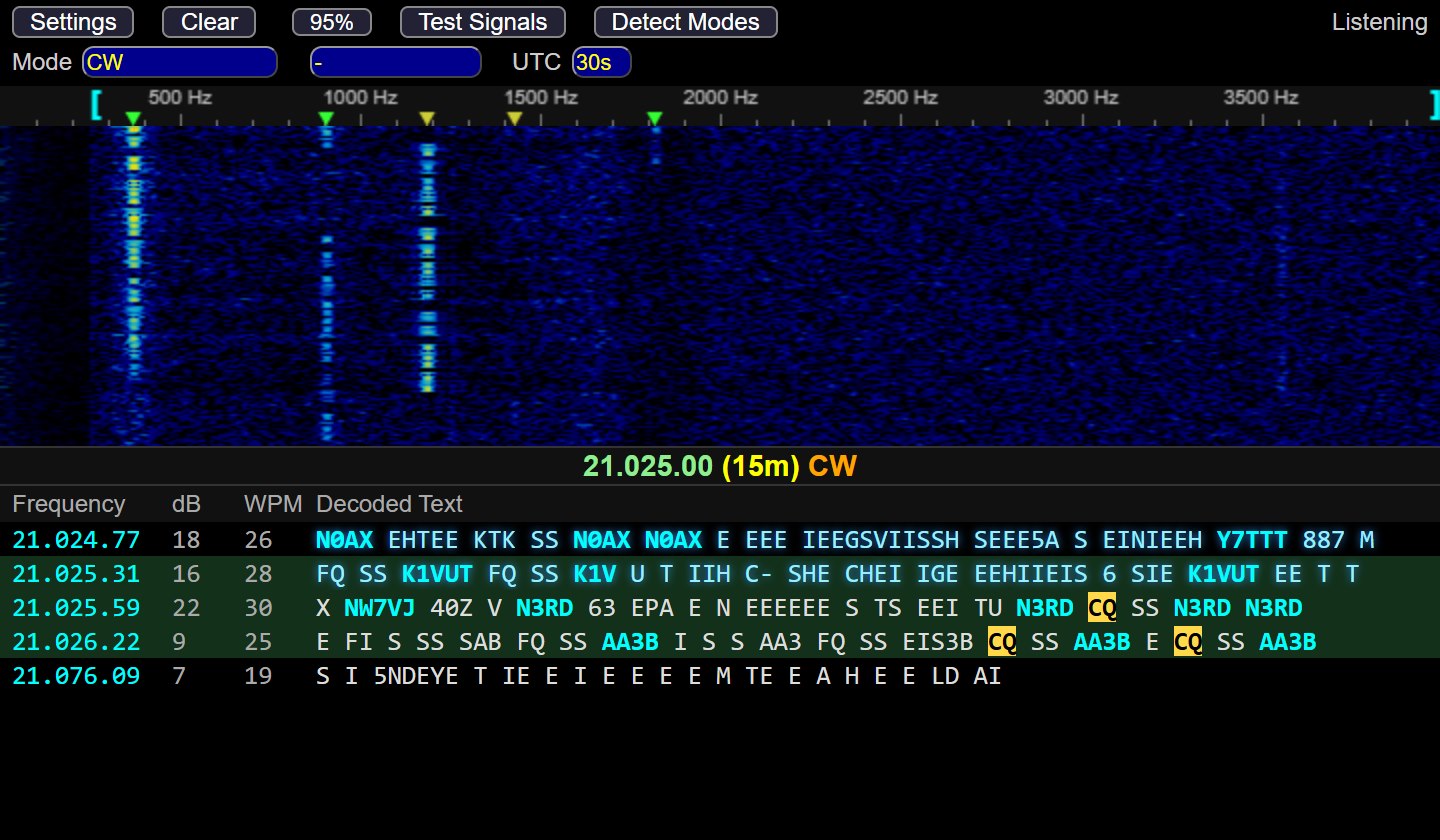 Settings Clear 95% Test Signals Detect Modes Listening
Mode CW - UTC 30s
[ 500 Hz 1000 Hz 1500 Hz 2000 Hz 2500 Hz 3000 Hz 3500 Hz ]
21.025.00 (15m) CW
Frequency dB WPM Decoded Text
21.024.77 18 26 N0AX EHTEE KTK SS N0AX N0AX E EEE IEEGSVIISSH SEEE5A S EINIEEH Y7TTT 887 M
21.025.31 16 28 FQ SS K1VUT FQ SS K1V U T IIH C- SHE CHEI IGE EEHIIEIS 6 SIE K1VUT EE T T
21.025.59 22 30 X NW7VJ 40Z V N3RD 63 EPA E N EEEEEE S TS EEI TU N3RD CQ SS N3RD N3RD
21.026.22 9 25 E FI S SS SAB FQ SS AA3B I S S AA3 FQ SS EIS3B CQ SS AA3B E CQ SS AA3B
21.076.09 7 19 S I 5NDEYE T IE E I E E E E M TE E A H E E LD AI